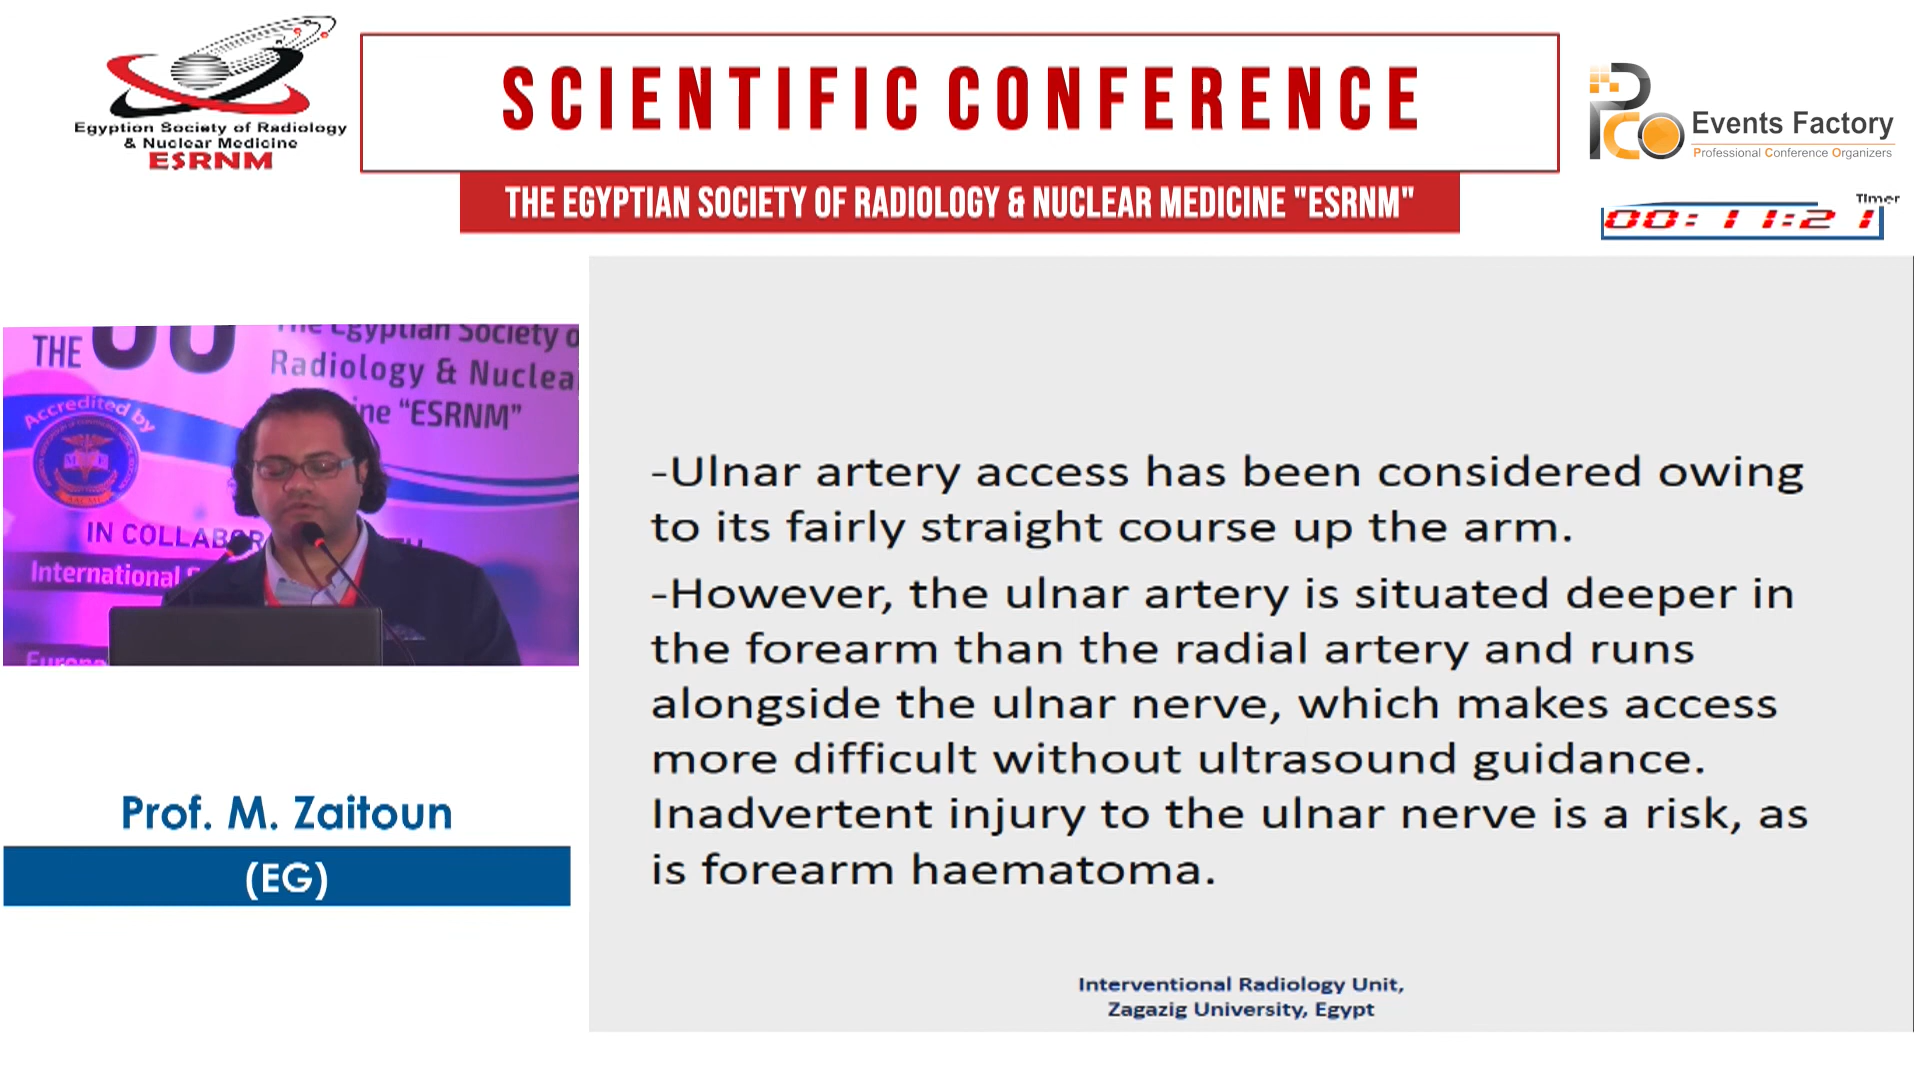 Egyptian Society of Radiology
& Nuclear Medicine
ESRNM
SCIENTIFIC CONFERENCE
THE EGYPTIAN SOCIETY OF RADIOLOGY & NUCLEAR MEDICINE "ESRNM"
PCO
Events Factory
Professional Conference Organizers
Timer
00:11:21
THE
The Egyptian Society
Radiology &
"ESRNM"
Accredited by
IN
International
Prof. M. Zaitoun
(EG)
-Ulnar artery access has been considered owing
to its fairly straight course up the arm.
-However, the ulnar artery is situated deeper in
the forearm than the radial artery and runs
alongside the ulnar nerve, which makes access
more difficult without ultrasound guidance.
Inadvertent injury to the ulnar nerve is a risk, as
is forearm haematoma.
Interventional Radiology Unit,
Zagazig University, Egypt